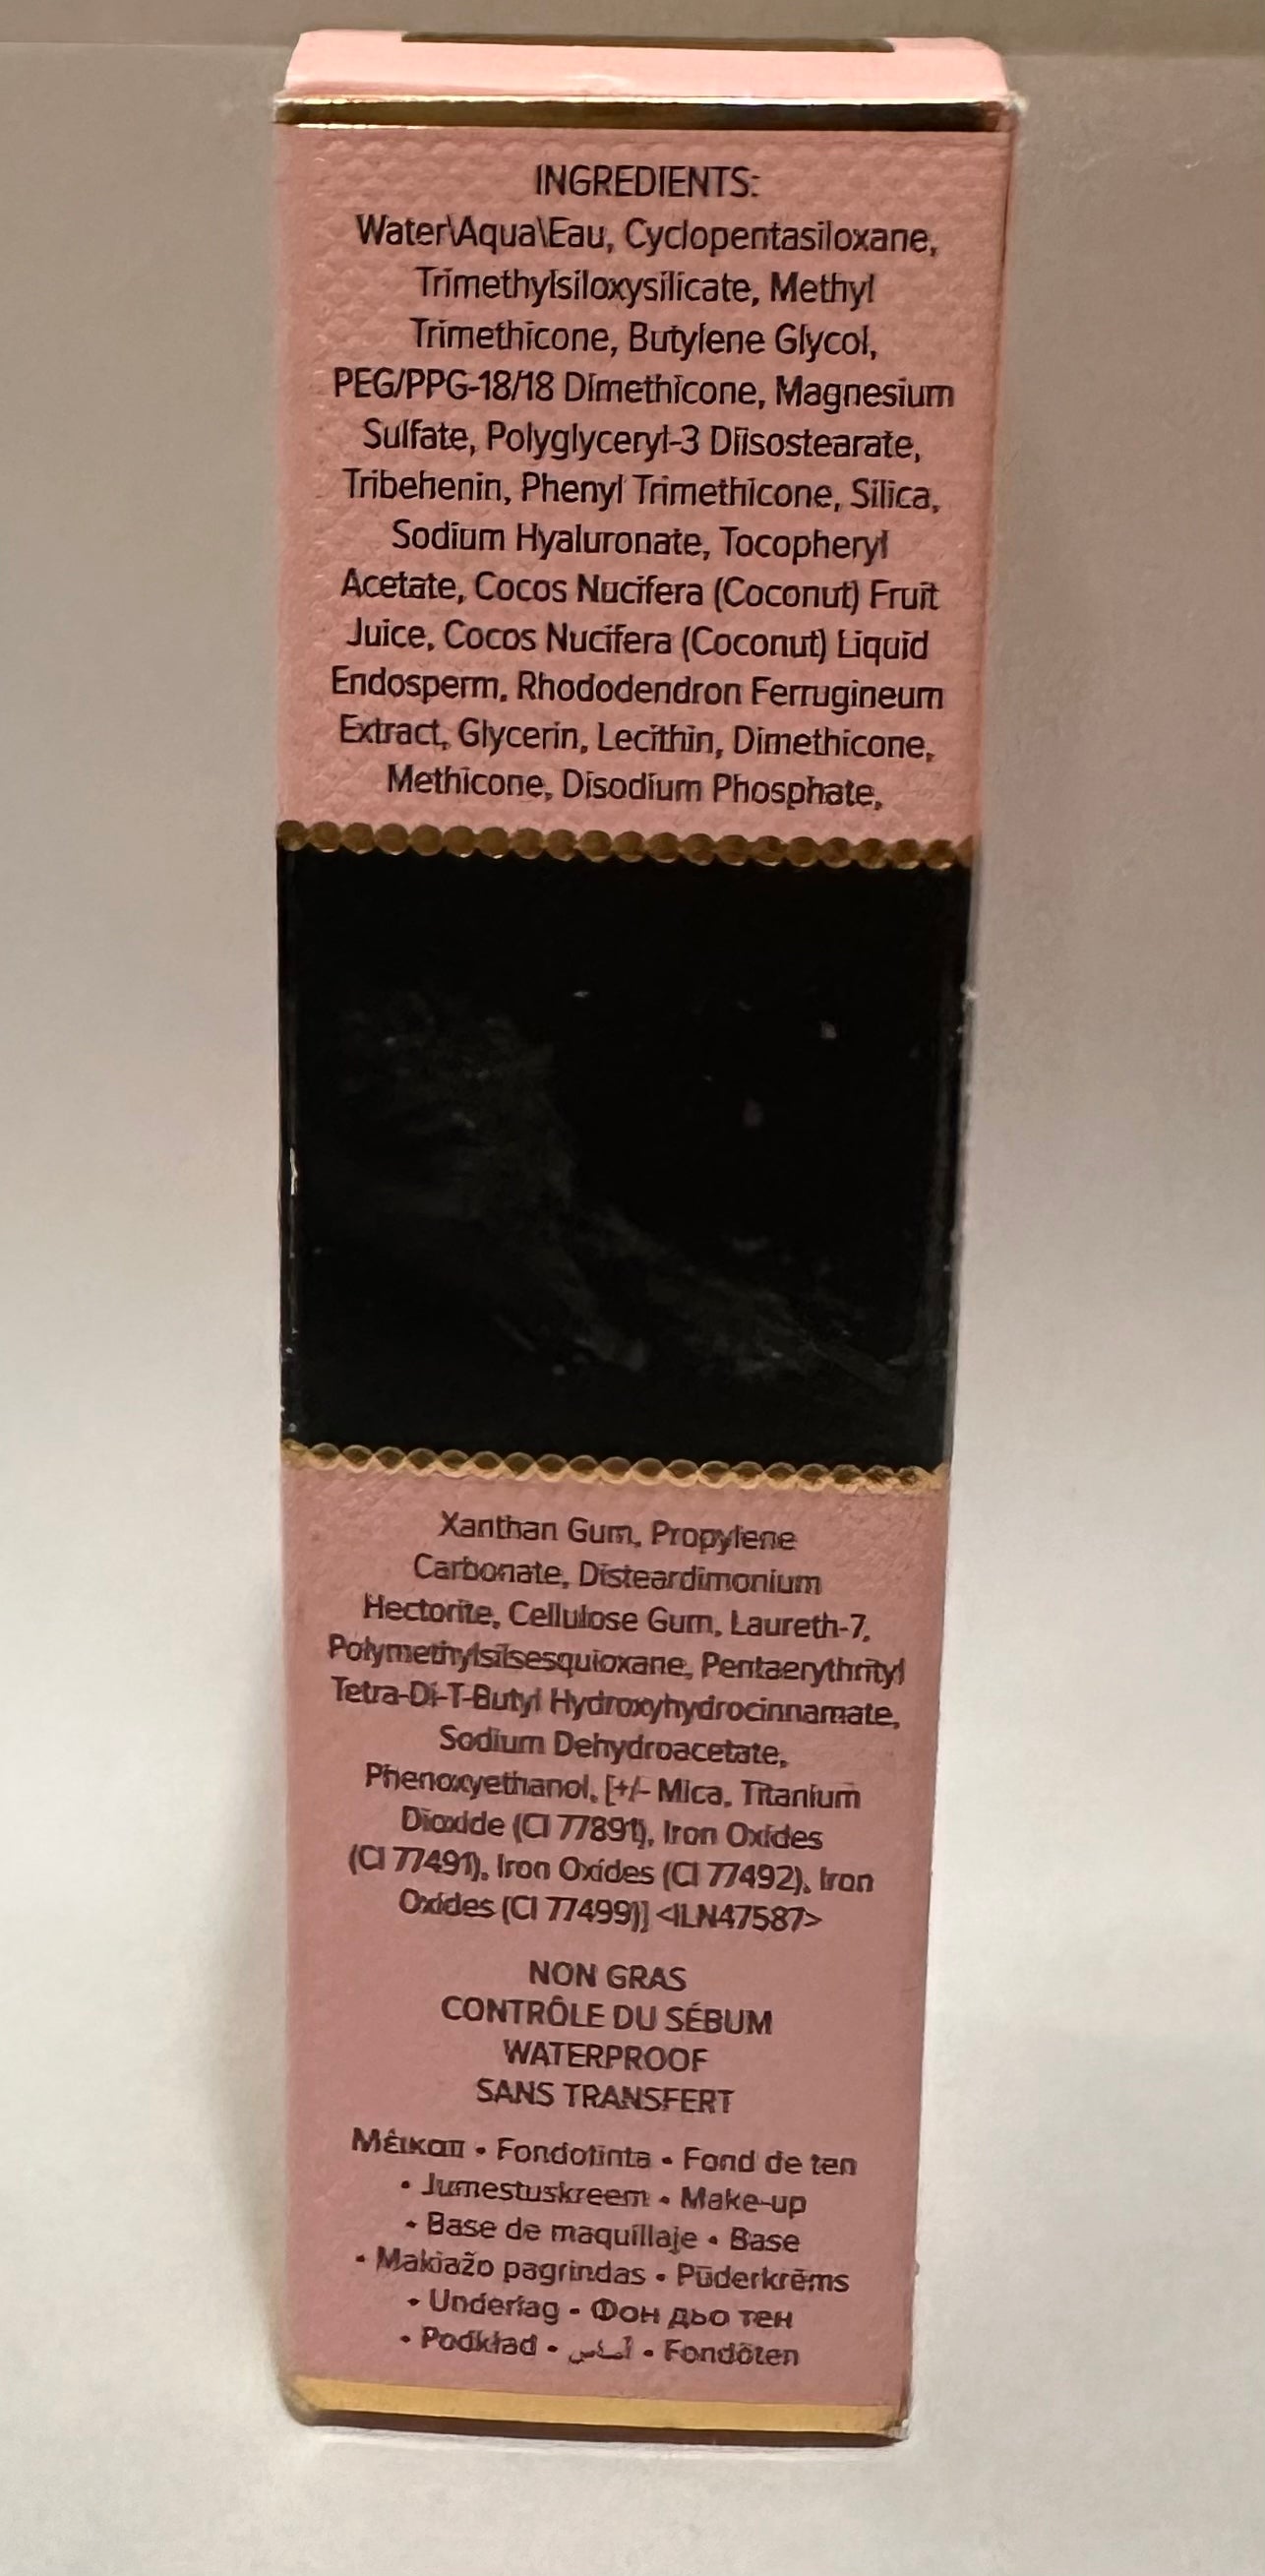 INGREDIENTS:
Water\Aqua\Eau, Cyclopentasiloxane,
Trimethylsiloxysilicate, Methyl
Trimethicone, Butylene Glycol,
PEG/PPG-18/18 Dimethicone, Magnesium
Sulfate, Polyglyceryl-3 Diisostearate,
Tribehenin, Phenyl Trimethicone, Silica,
Sodium Hyaluronate, Tocopheryl
Acetate, Cocos Nucifera (Coconut) Fruit
Juice, Cocos Nucifera (Coconut) Liquid
Endosperm, Rhododendron Ferrugineum
Extract, Glycerin, Lecithin, Dimethicone,
Methicone, Disodium Phosphate,
Xanthan Gum, Propylene
Carbonate, Disteardimonium
Hectorite, Cellulose Gum, Laureth-7,
Polymethylsilsesquioxane, Pentaerythrityl
Tetra-Di-T-Butyl Hydroxyhydrocinnamate,
Sodium Dehydroacetate,
Phenoxyethanol, [+/- Mica, Titanium
Dioxide (CI 77891), Iron Oxides
(CI 77491), Iron Oxides (CI 77492), Iron
Oxides (CI 77499)] <ILN47587>
NON GRAS
CONTRÔLE DU SÉBUM
WATERPROOF
SANS TRANSFERT
Μέικαπ • Fondotinta • Fond de ten
• Jumestuskreem • Make-up
• Base de maquillaje • Base
• Makiažo pagrindas • Pūderkrēms
• Underlag • Фон дьо тен
• Podkład • آساس • Fondöten